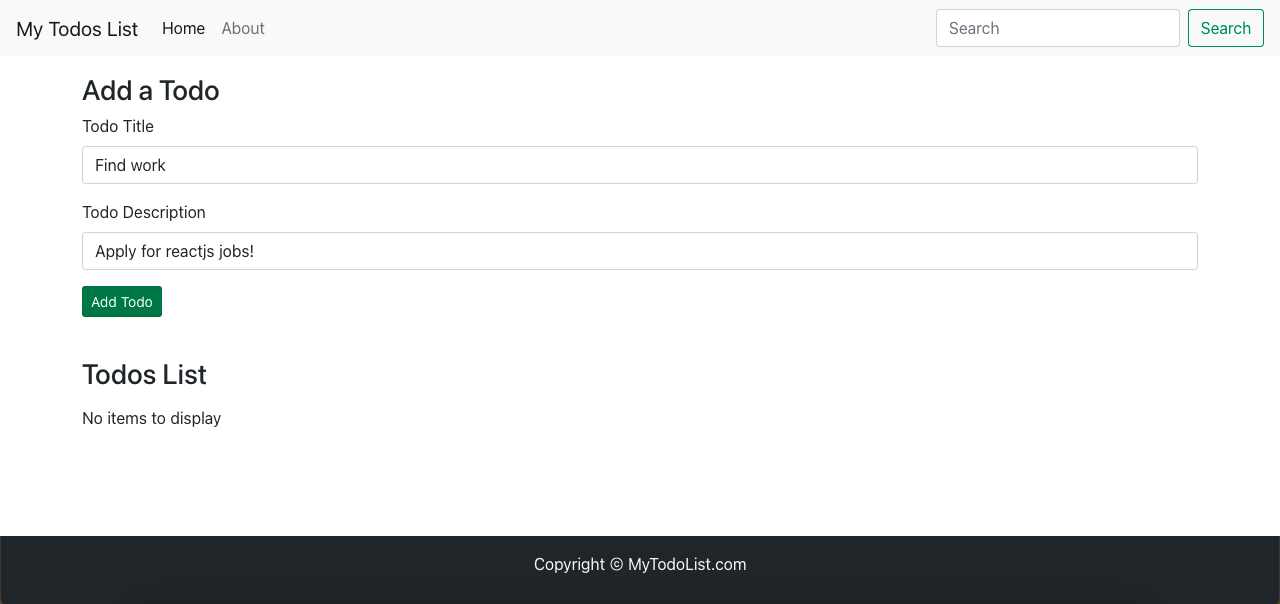 My Todos List Home About Search Search
Add a Todo
Todo Title
Find work
Todo Description
Apply for reactjs jobs!
Add Todo
Todos List
No items to display
Copyright © MyTodoList.com